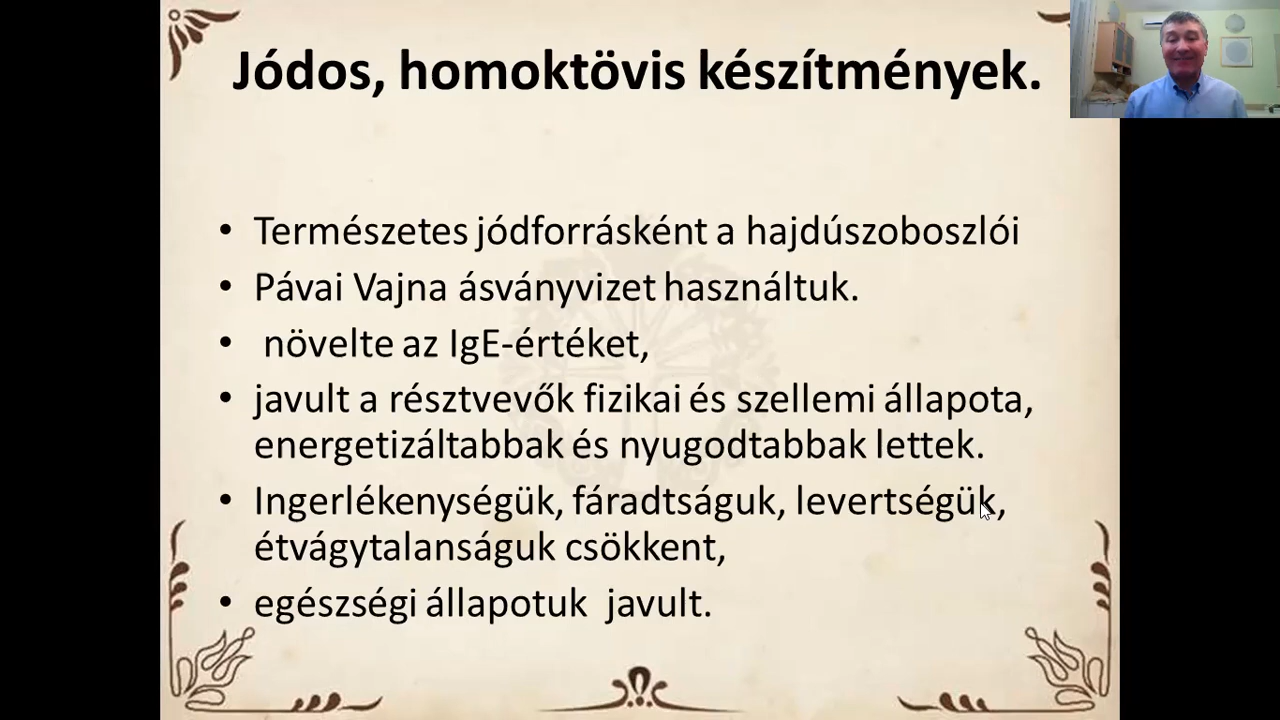 Jódos, homoktövis készítmények.
• Természetes jódforrásként a hajdúszoboszlói
• Pávai Vajna ásványvizet használtuk.
• növelte az IgE-értéket,
• javult a résztvevők fizikai és szellemi állapota,
energetizáltabbak és nyugodtabbak lettek.
• Ingerlékenységük, fáradtságuk, levertségük,
étvágytalanságuk csökkent,
• egészségi állapotuk javult.